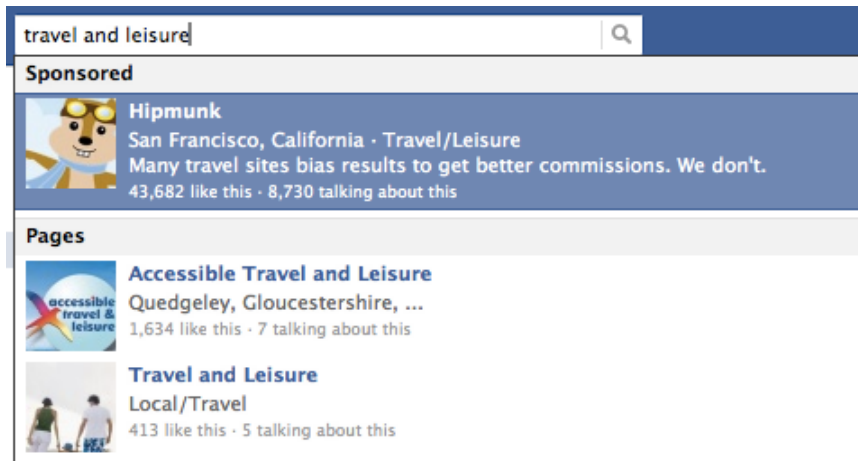 travel and leisure
Sponsored
Hipmunk
San Francisco, California · Travel/Leisure
Many travel sites bias results to get better commissions. We don't.
43,682 like this · 8,730 talking about this
Pages
accessible
travel &
leisure
Accessible Travel and Leisure
Quedgeley, Gloucestershire, ...
1,634 like this · 7 talking about this
Travel and Leisure
Local/Travel
413 like this · 5 talking about this